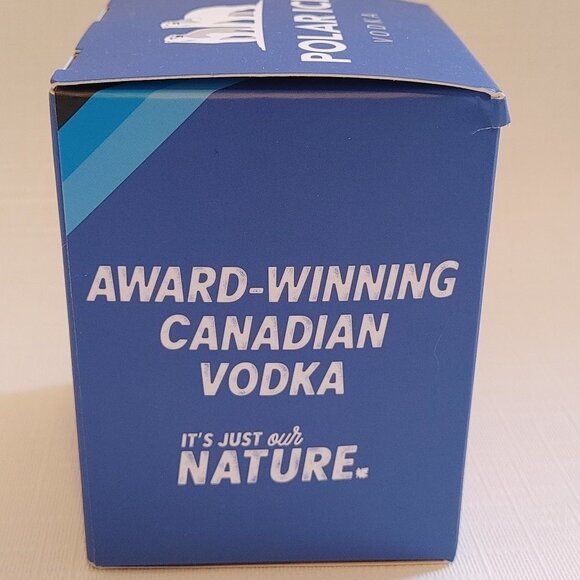 POLAR ICE
VODKA
AWARD-WINNING
CANADIAN
VODKA
IT'S JUST our
NATURE.